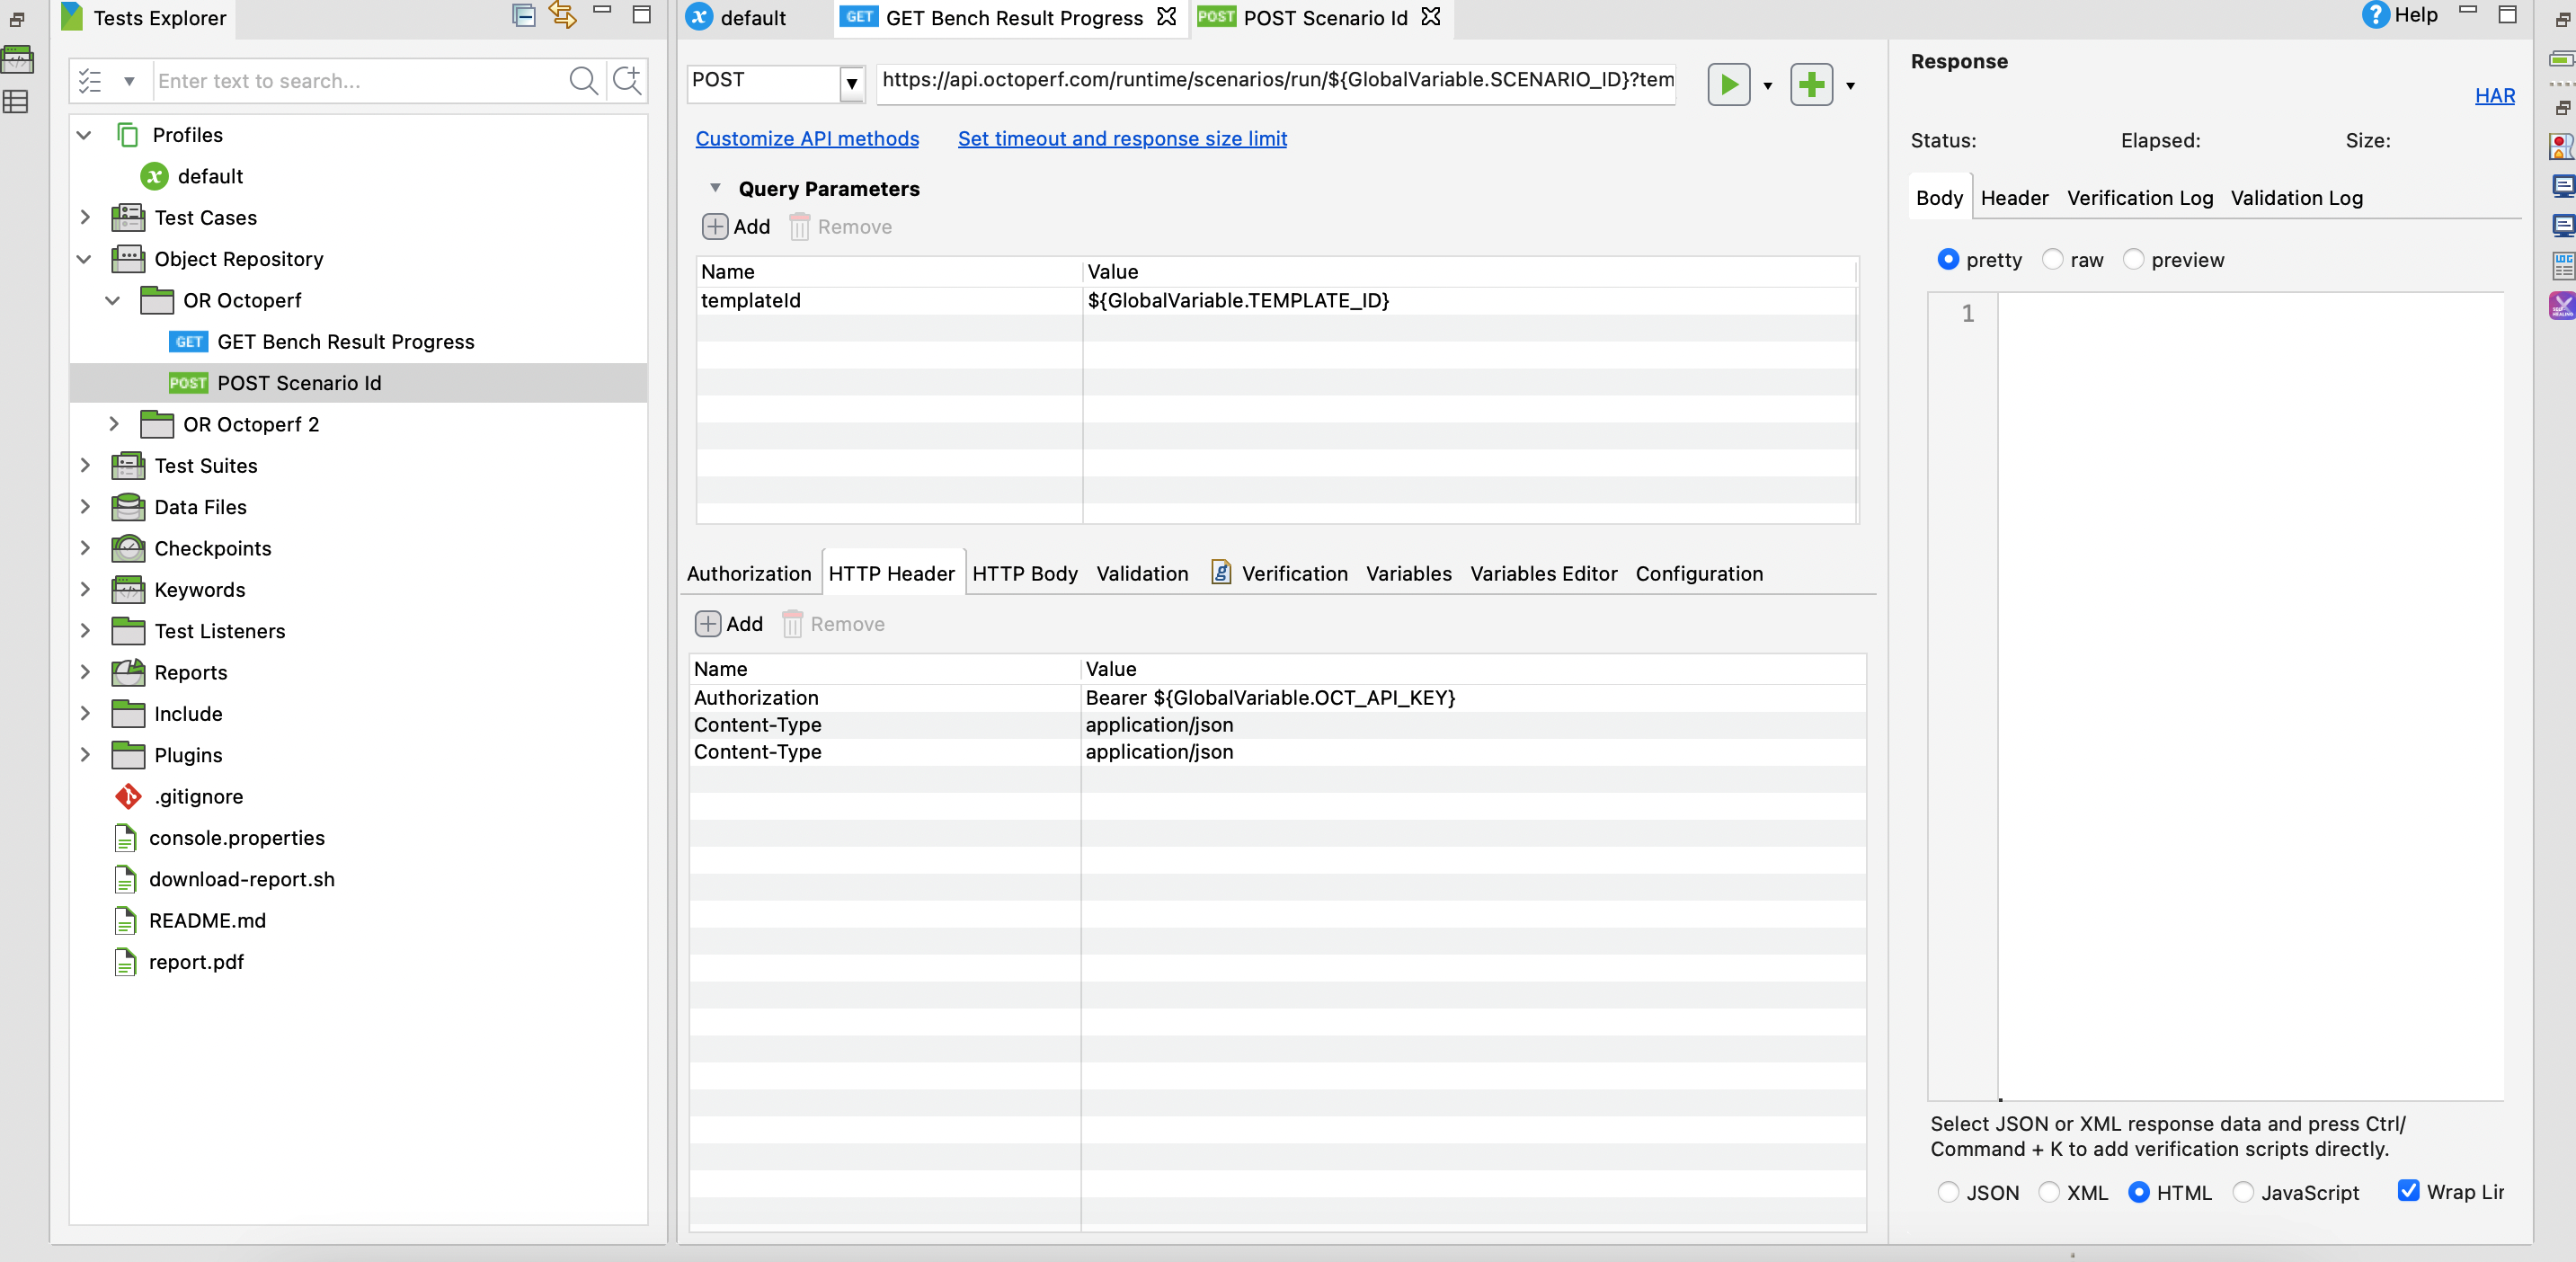 Tests Explorer
Enter text to search...
Profiles
default
Test Cases
Object Repository
OR Octoperf
GET GET Bench Result Progress
POST POST Scenario Id
OR Octoperf 2
Test Suites
Data Files
Checkpoints
Keywords
Test Listeners
Reports
Include
Plugins
.gitignore
console.properties
download-report.sh
README.md
report.pdf
default
GET GET Bench Result Progress
POST POST Scenario Id
Help
POST
https://api.octoperf.com/runtime/scenarios/run/${GlobalVariable.SCENARIO_ID}?tem
Customize API methods Set timeout and response size limit
Query Parameters
Add Remove
Name Value
templateId ${GlobalVariable.TEMPLATE_ID}
Authorization HTTP Header HTTP Body Validation Verification Variables Variables Editor Configuration
Add Remove
Name Value
Authorization Bearer ${GlobalVariable.OCT_API_KEY}
Content-Type application/json
Content-Type application/json
Response
HAR
Status: Elapsed: Size:
Body Header Verification Log Validation Log
pretty raw preview
1
Select JSON or XML response data and press Ctrl/
Command + K to add verification scripts directly.
JSON XML HTML JavaScript Wrap Lin